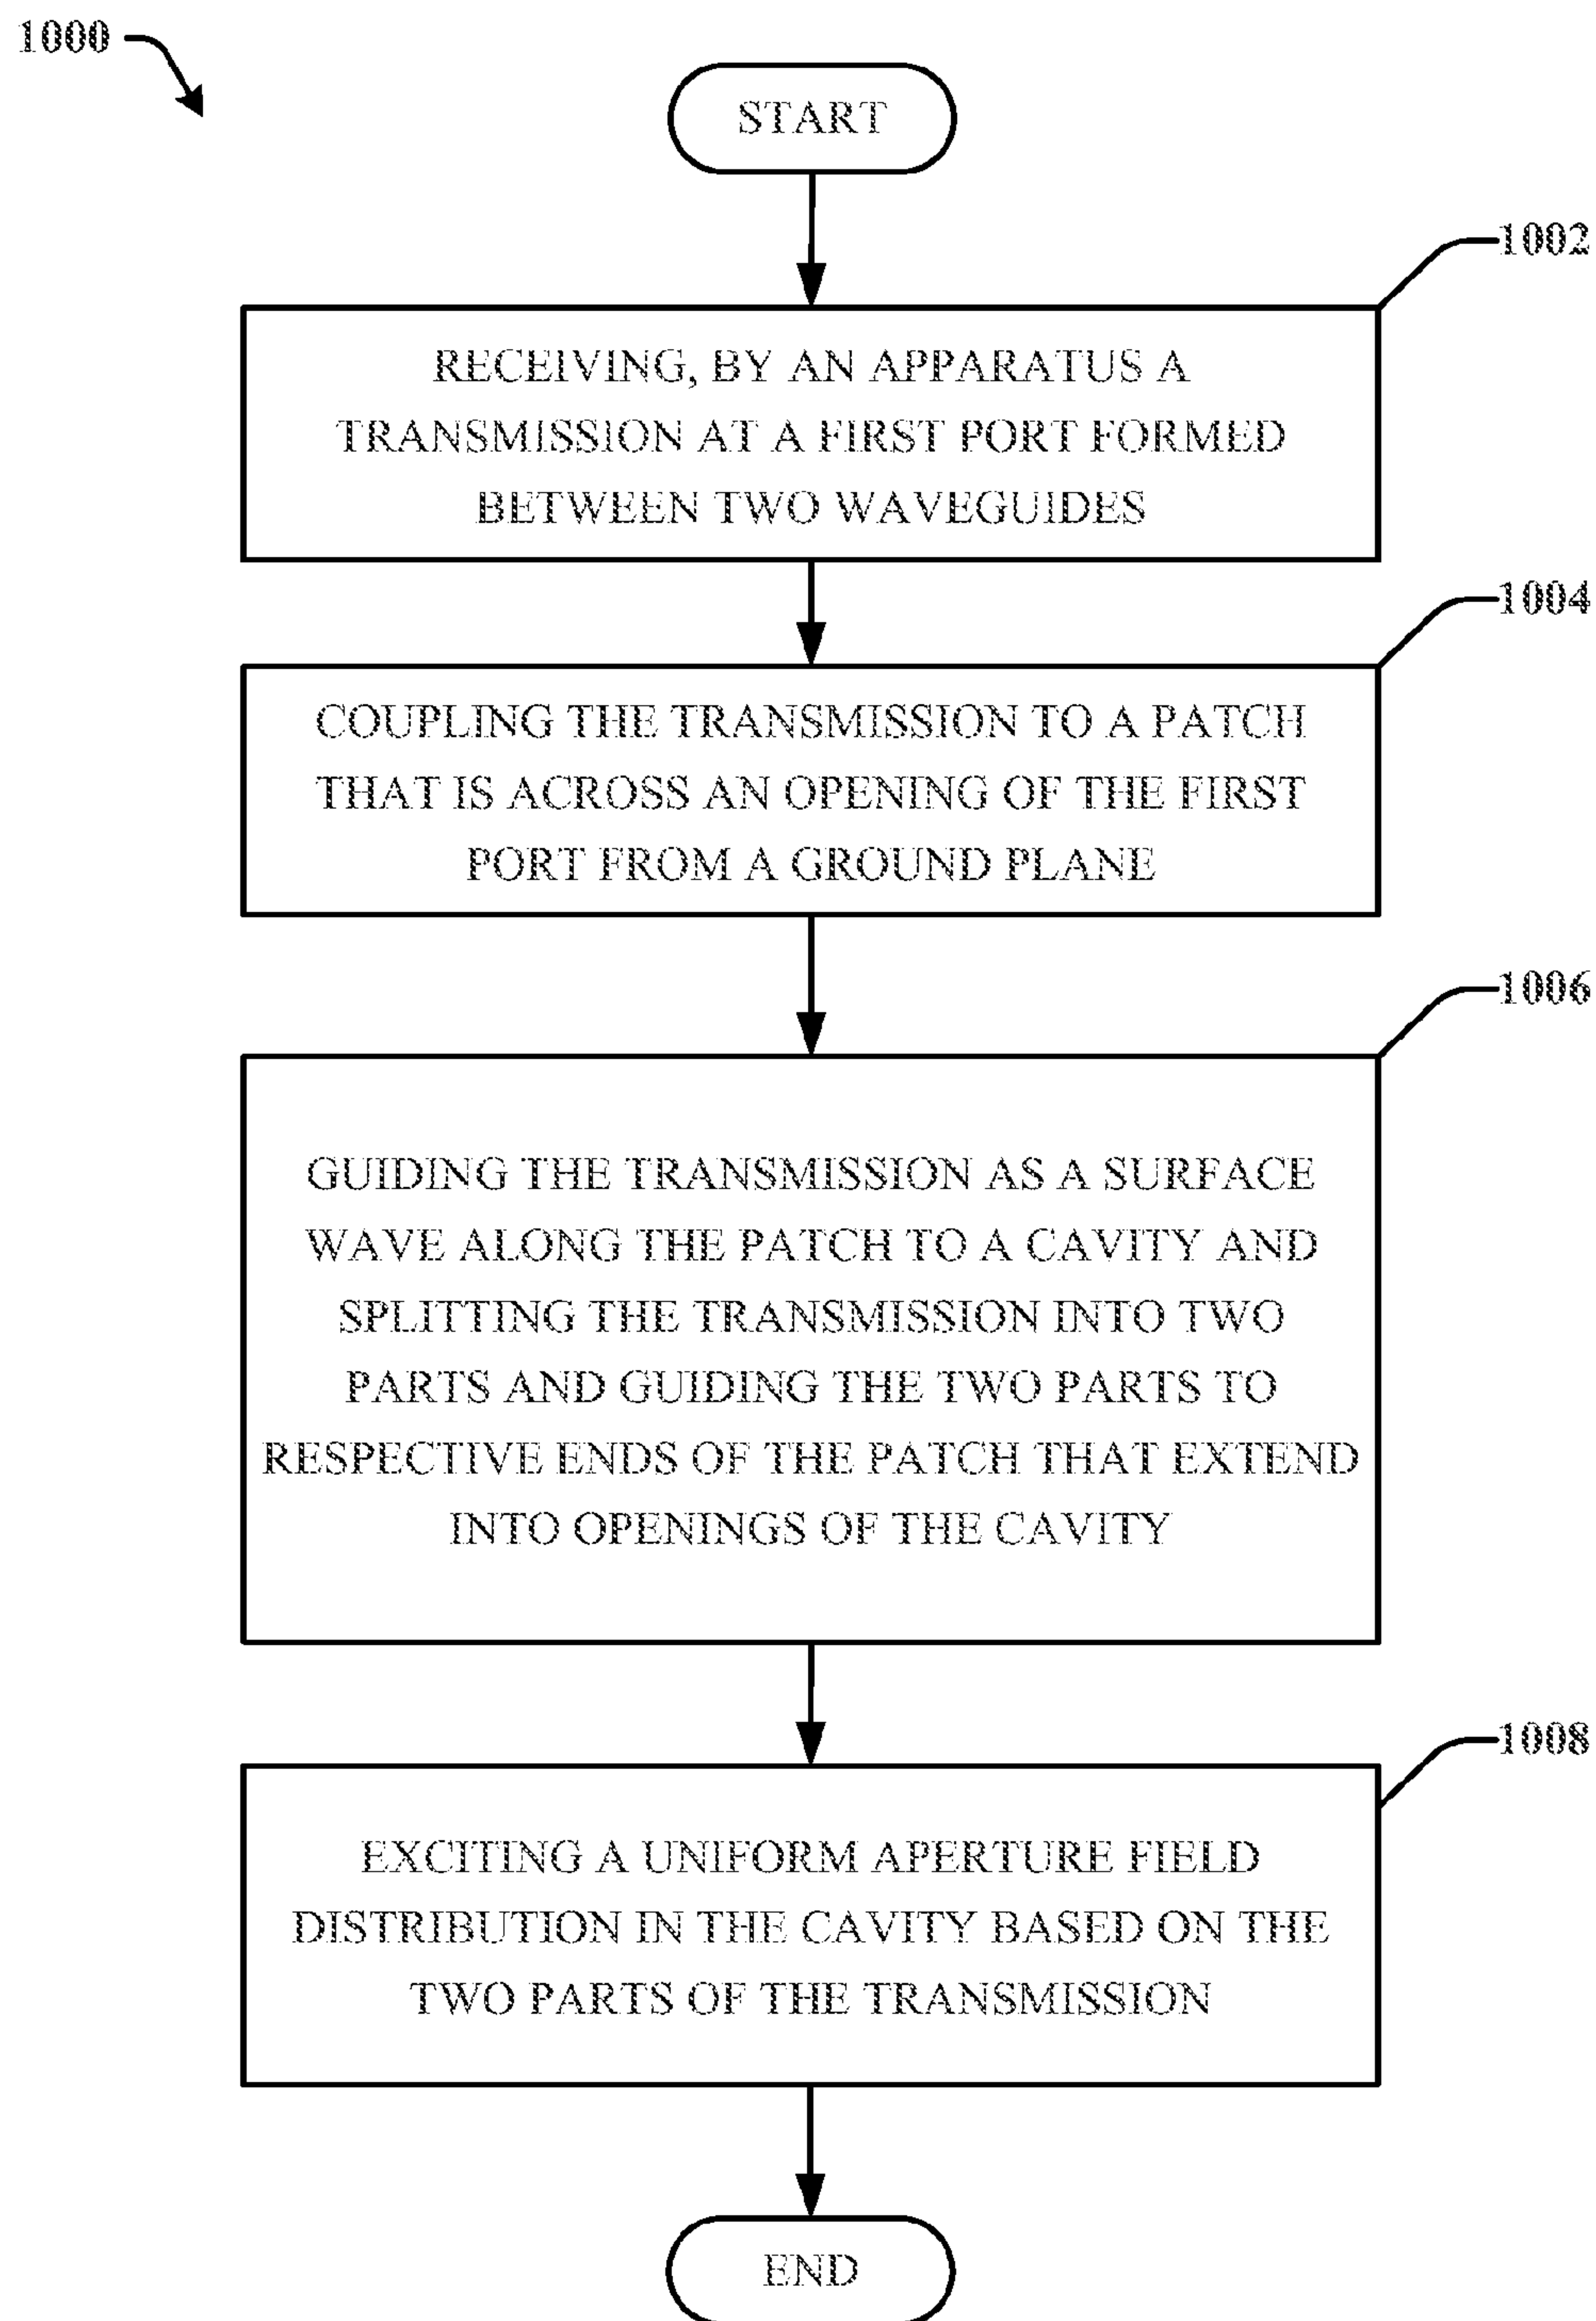 1000
START
1002
RECEIVING, BY AN APPARATUS A
TRANSMISSION AT A FIRST PORT FORMED
BETWEEN TWO WAVEGUIDES
1004
COUPLING THE TRANSMISSION TO A PATCH
THAT IS ACROSS AN OPENING OF THE FIRST
PORT FROM A GROUND PLANE
1006
GUIDING THE TRANSMISSION AS A SURFACE
WAVE ALONG THE PATCH TO A CAVITY AND
SPLITTING THE TRANSMISSION INTO TWO
PARTS AND GUIDING THE TWO PARTS TO
RESPECTIVE ENDS OF THE PATCH THAT EXTEND
INTO OPENINGS OF THE CAVITY
1008
EXCITING A UNIFORM APERTURE FIELD
DISTRIBUTION IN THE CAVITY BASED ON THE
TWO PARTS OF THE TRANSMISSION
END